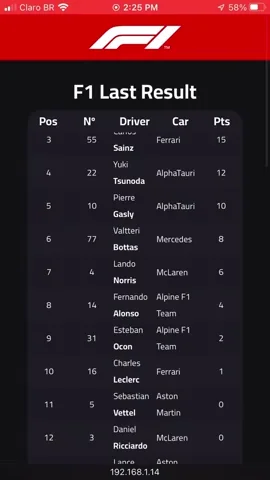 Claro BR
2:25 PM
58%
F1
TM
F1 Last Result
Pos Nº Driver Car Pts
3 55 Carlos Sainz Ferrari 15
4 22 Yuki Tsunoda AlphaTauri 12
5 10 Pierre Gasly AlphaTauri 10
6 77 Valtteri Bottas Mercedes 8
7 4 Lando Norris McLaren 6
8 14 Fernando Alonso Alpine F1 Team 4
9 31 Esteban Ocon Alpine F1 Team 2
10 16 Charles Leclerc Ferrari 1
11 5 Sebastian Vettel Aston Martin 0
12 3 Daniel Ricciardo McLaren 0
Lance Aston
192.168.1.14